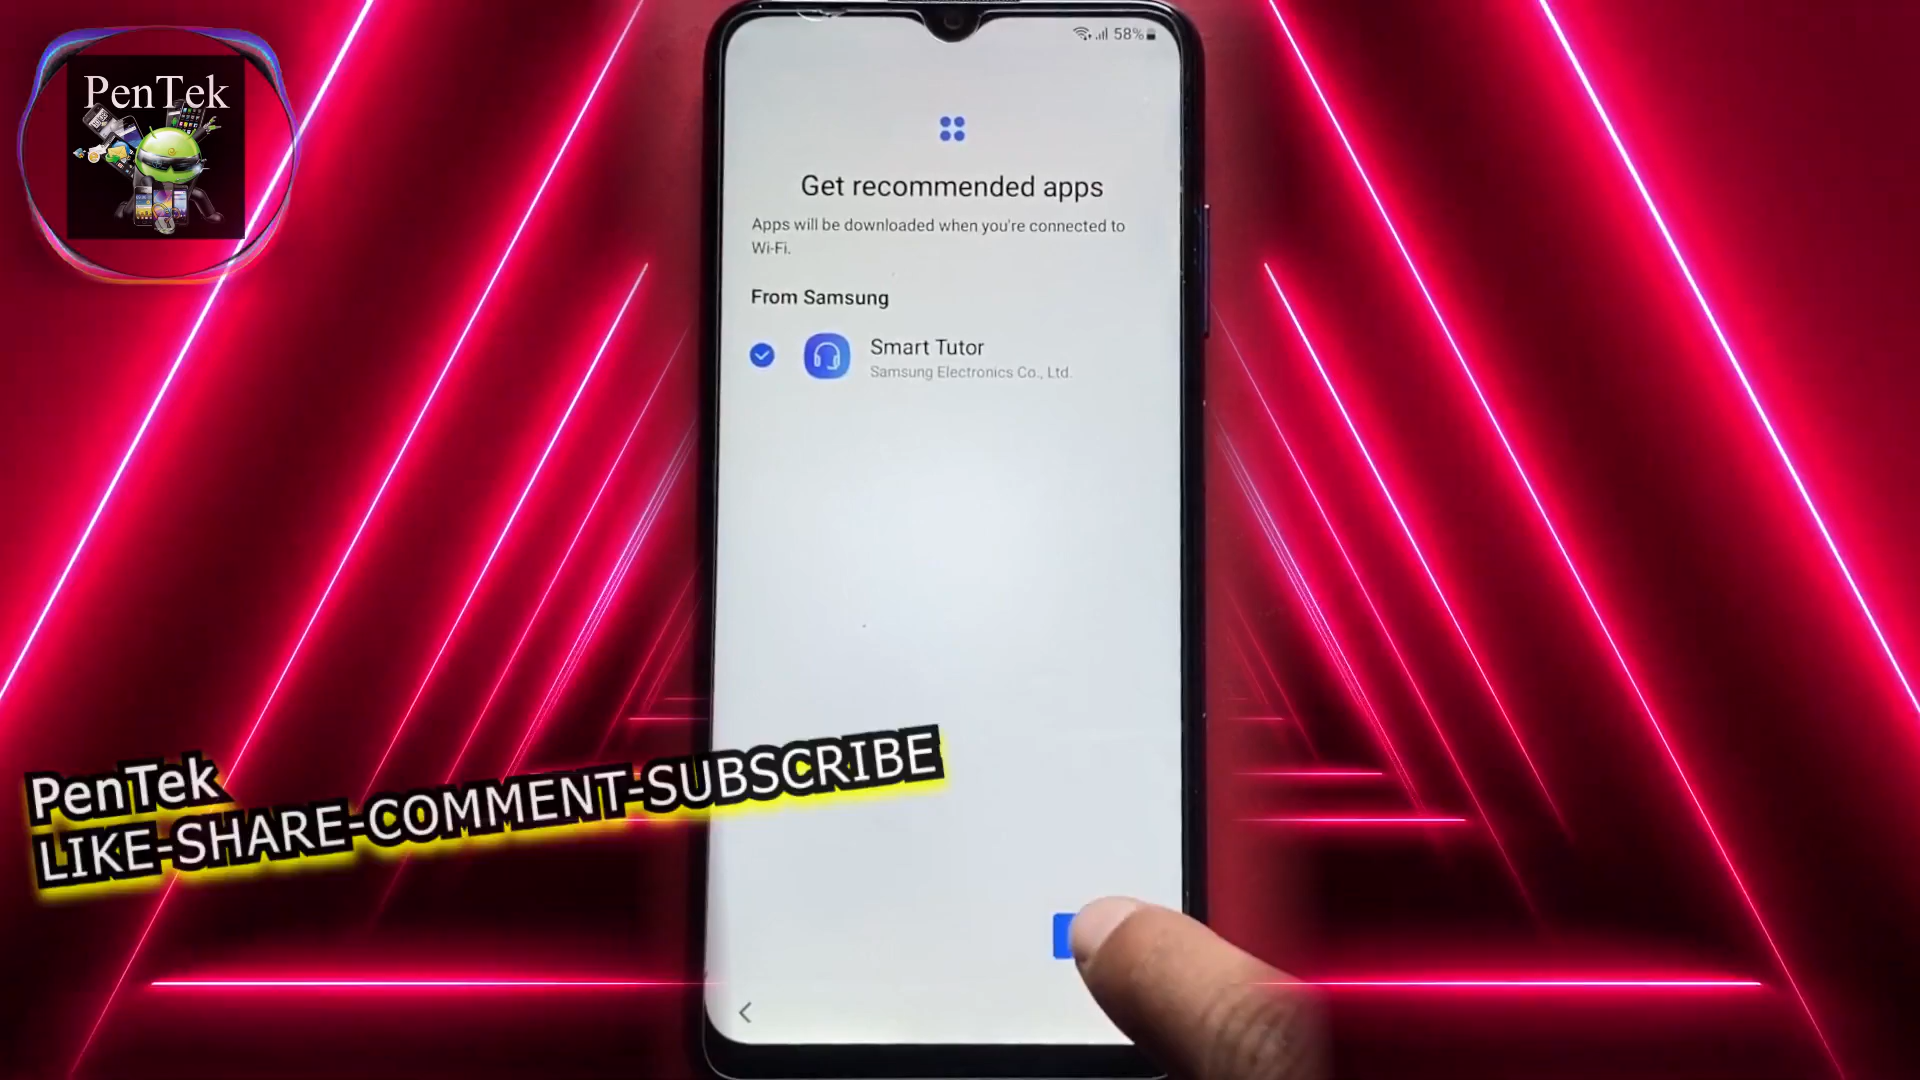 PenTek
58%
Get recommended apps
Apps will be downloaded when you're connected to
Wi-Fi.
From Samsung
Smart Tutor
Samsung Electronics Co., Ltd.
PenTek
LIKE-SHARE-COMMENT-SUBSCRIBE